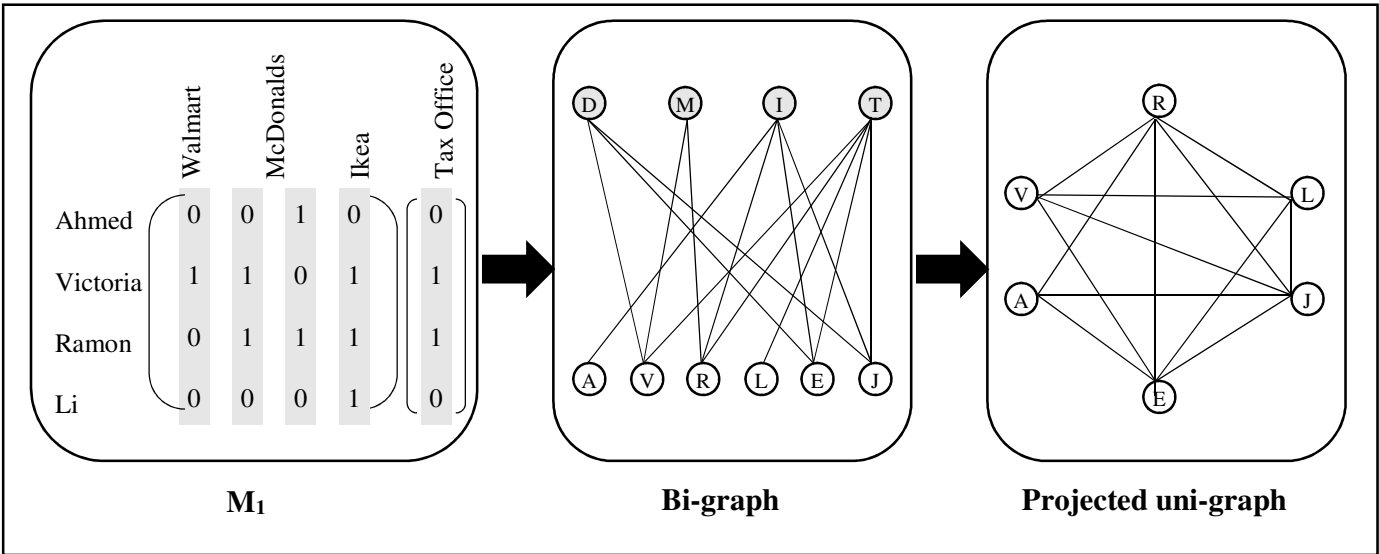 Walmart McDonalds Ikea Tax Office
Ahmed 0 0 1 0 0
Victoria 1 1 0 1 1
Ramon 0 1 1 1 1
Li 0 0 0 1 0
M₁
D M I T
A V R L E J
Bi-graph
R
V L
A J
E
Projected uni-graph